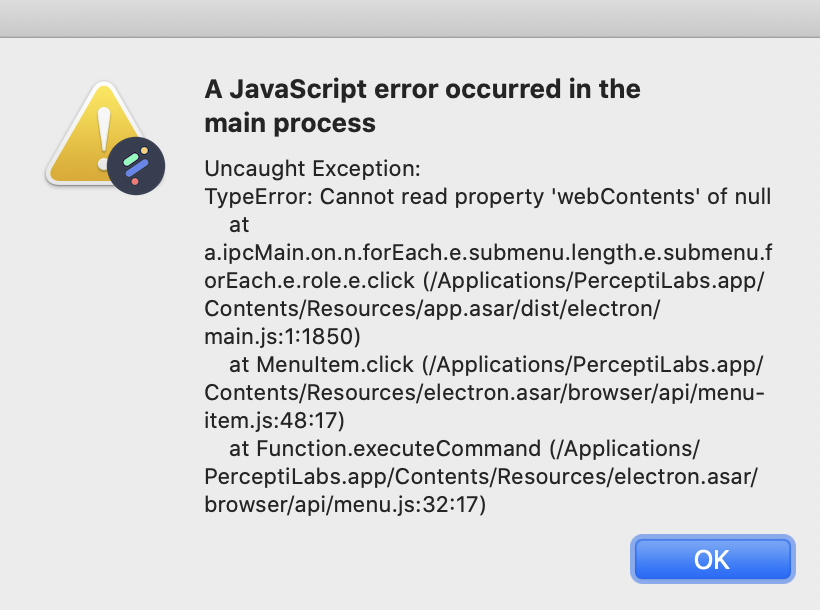 A JavaScript error occurred in the
main process
Uncaught Exception:
TypeError: Cannot read property 'webContents' of null
at
a.ipcMain.on.n.forEach.e.submenu.length.e.submenu.f
orEach.e.role.e.click (/Applications/PerceptiLabs.app/
Contents/Resources/app.asar/dist/electron/
main.js:1:1850)
at MenuItem.click (/Applications/PerceptiLabs.app/
Contents/Resources/electron.asar/browser/api/menu-
item.js:48:17)
at Function.executeCommand (/Applications/
PerceptiLabs.app/Contents/Resources/electron.asar/
browser/api/menu.js:32:17)
OK